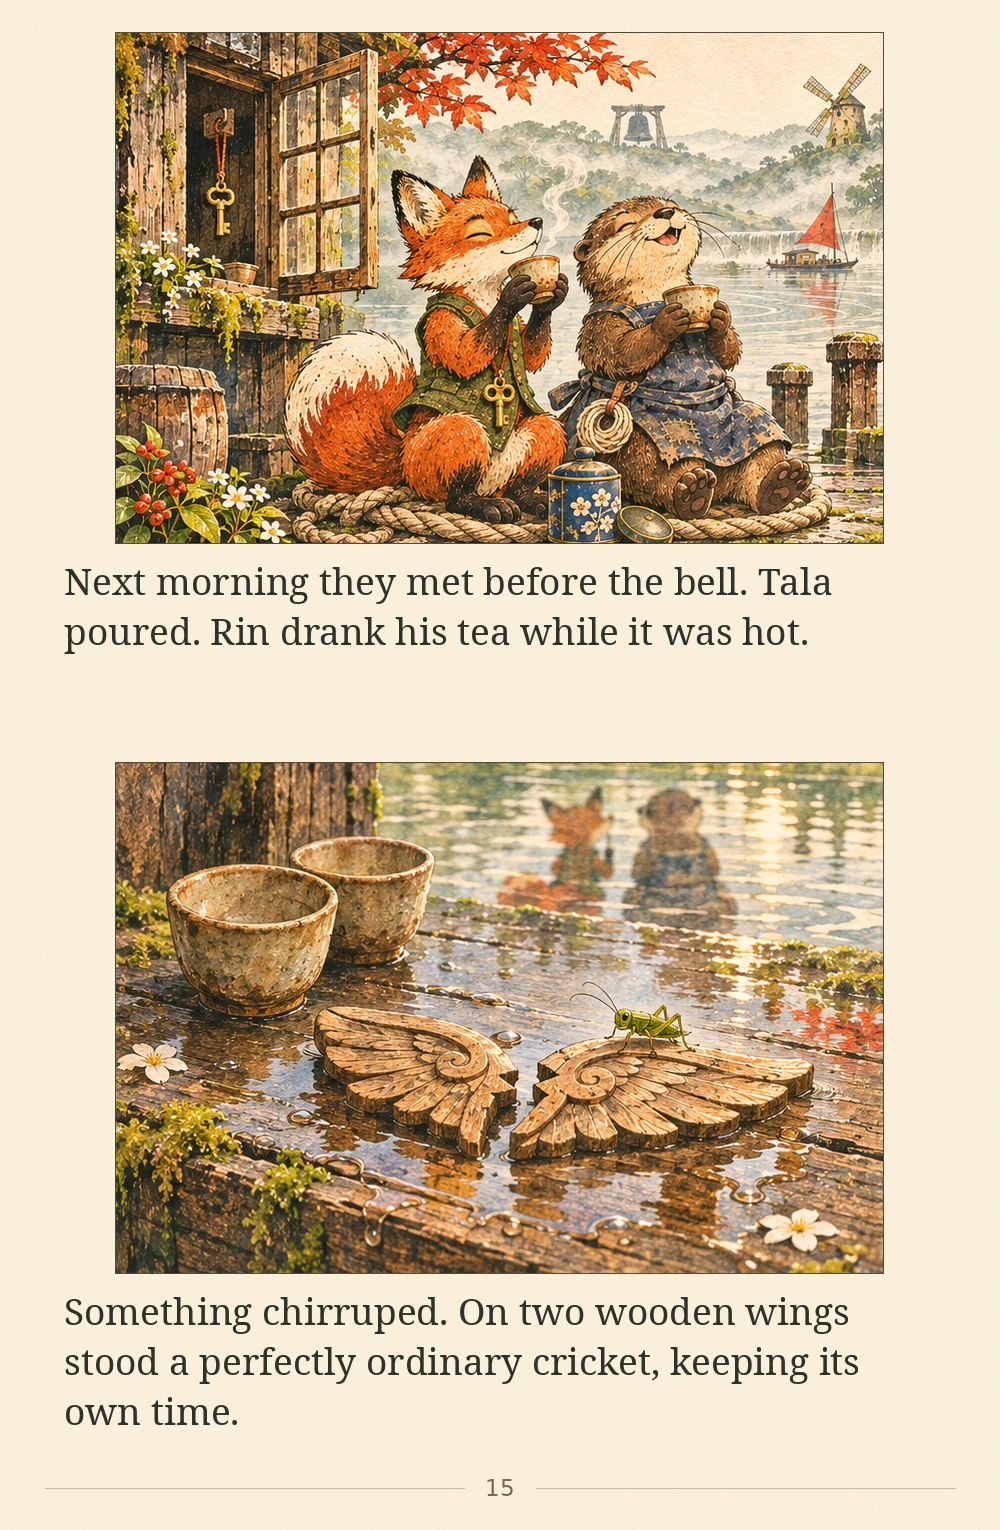 Next morning they met before the bell. Tala
poured. Rin drank his tea while it was hot.
Something chirruped. On two wooden wings
stood a perfectly ordinary cricket, keeping its
own time.
15